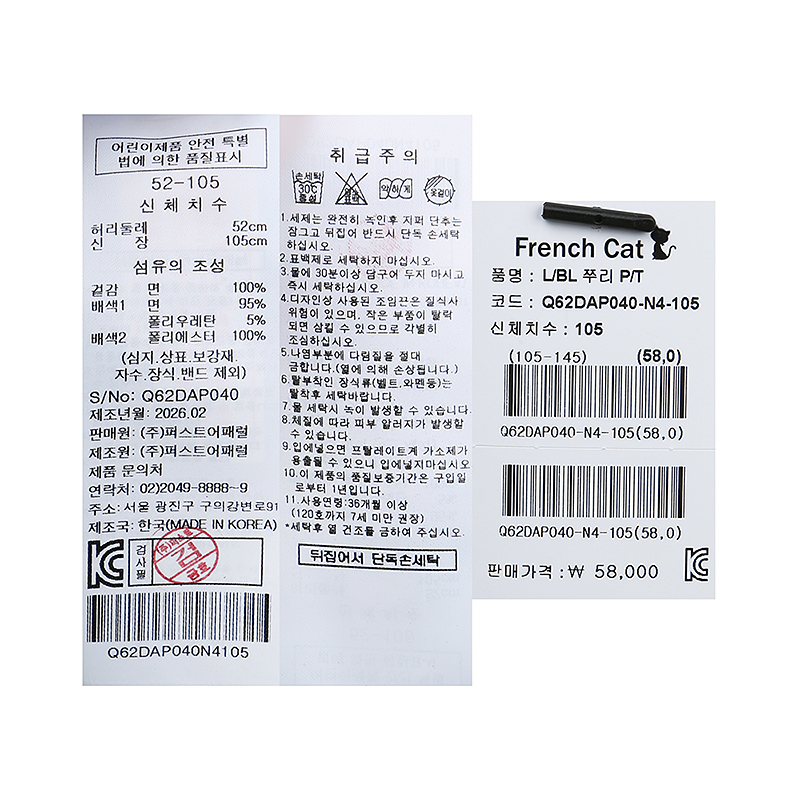 어린이제품 안전 특별
법에 의한 품질표시
52-105
신 체 치 수
허리둘레 52cm
신 장 105cm
섬유의 조성
겉감 면 100%
배색1 면 95%
폴리우레탄 5%
배색2 폴리에스터 100%
(심지.상표.보강재.
자수.장식.밴드 제외)
S/No: Q62DAP040
제조년월: 2026.02
판매원: (주)퍼스트어패럴
제조원: (주)퍼스트어패럴
제품 문의처
연락처: 02)2049-8888~9
주소: 서울 광진구 구의강변로91
제조국: 한국(MADE IN KOREA)
검사필
Q62DAP040N4105
취 급 주 의
손세탁
30℃
중성
약하게
옷걸이
1.세제는 완전히 녹인후 지퍼 단추는
잠그고 뒤집어 반드시 단독 손세탁
하십시오.
2.표백제로 세탁하지 마십시오.
3.물에 30분이상 담구어 두지 마시고
즉시 세탁하십시오.
4.디자인상 사용된 조임끈은 질식사
위험이 있으며, 작은 부품이 탈락
되면 삼킬 수 있으므로 각별히
조심하십시오.
5.나염부분에 다림질을 절대
금합니다.(열에 의해 손상됩니다.)
6.탈부착인 장식류(벨트.와펜등)는
탈착후 세탁바랍니다.
7.물 세탁시 녹이 발생할 수 있습니다.
8.체질에 따라 피부 알러지가 발생할
수 있습니다.
9.입에넣으면 프탈레이트계 가소제가
용출될 수 있으니 입에넣지마십시오
10.이 제품의 품질보증기간은 구입일
로부터 1년입니다.
11.사용연령:36개월 이상
(120호까지 7세 미만 권장)
*세탁후 열 건조를 금하여 주십시오.
뒤집어서 단독손세탁
French Cat
품명 : L/BL 쭈리 P/T
코드 : Q62DAP040-N4-105
신체치수 : 105
(105-145) (58,0)
Q62DAP040-N4-105(58,0)
Q62DAP040-N4-105(58,0)
판매가격 : ₩ 58,000